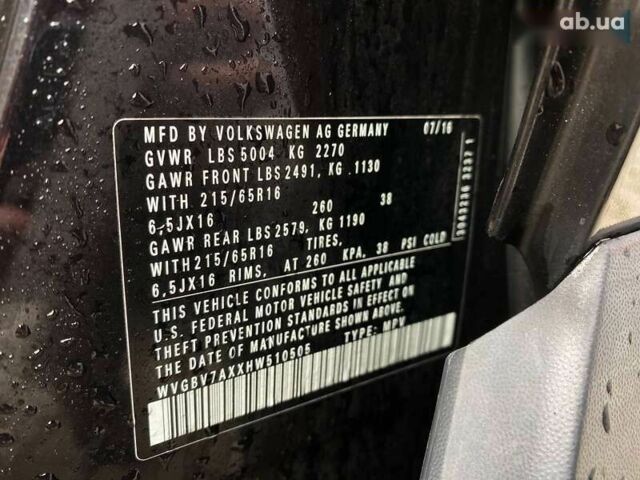 ab.ua
MFD BY VOLKSWAGEN AG GERMANY 07/16
GVWR LBS 5004 KG 2270
GAWR FRONT LBS 2491, KG .1130
WITH 215/65R16
6,5JX16 260 38
GAWR REAR LBS 2579, KG 1190
WITH 215/65R16 TIRES,
6,5JX16 RIMS, AT 260 KPA, 38 PSI COLD
THIS VEHICLE CONFORMS TO ALL APPLICABLE
U.S. FEDERAL MOTOR VEHICLE SAFETY AND
THEFT PREVENTION STANDARDS IN EFFECT ON
THE DATE OF MANUFACTURE SHOWN ABOVE.
WVGBV7AXXHW510505 TYPE: MPV